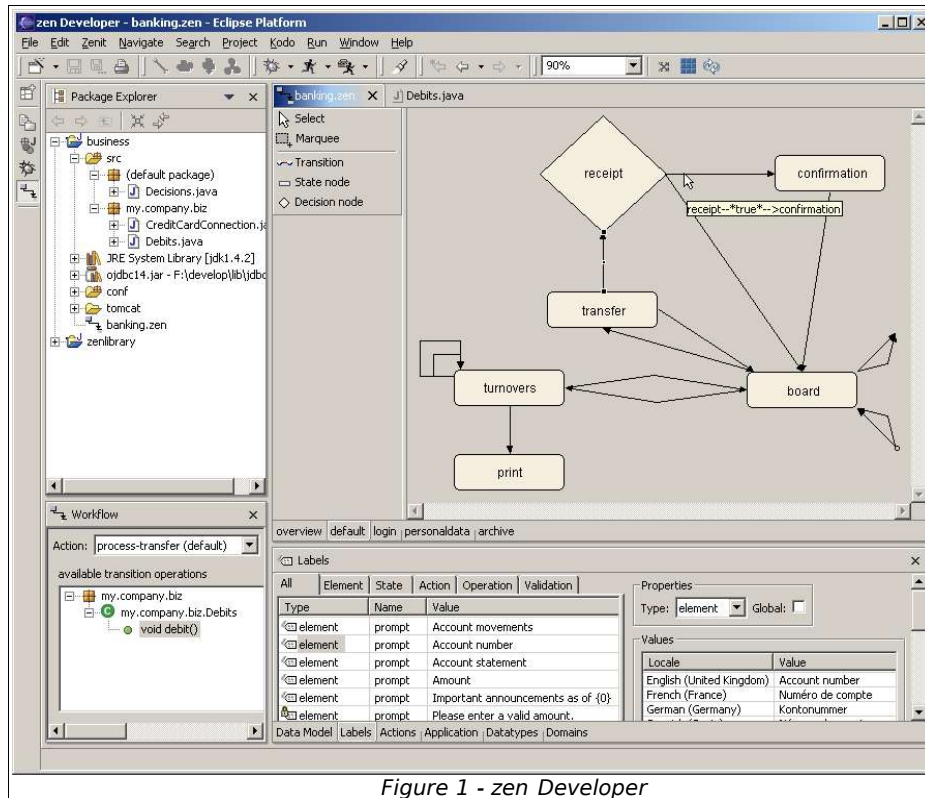 zen Developer - banking.zen - Eclipse Platform
File Edit Zenit Navigate Search Project Kodo Run Window Help
90%
Package Explorer
business
src
(default package)
Decisions.java
my.company.biz
CreditCardConnection.ja
Debits.java
JRE System Library [jdk1.4.2]
ojdbc14.jar - F:\develop\lib\jdbc
conf
tomcat
banking.zen
zenlibrary
banking.zen
Debits.java
Select
Marquee
Transition
State node
Decision node
receipt
confirmation
receipt--*true*-->confirmation
transfer
turnovers
board
print
overview default login personaldata archive
Workflow
Action: process-transfer (default)
available transition operations
my.company.biz
my.company.biz.Debits
void debit()
Labels
All Element State Action Operation Validation
Type Name Value
element prompt Account movements
element prompt Account number
element prompt Account statement
element prompt Amount
element prompt Important announcements as of {0}
element prompt Please enter a valid amount.
Properties
Type: element Global:
Values
Locale Value
English (United Kingdom) Account number
French (France) Numéro de compte
German (Germany) Kontonummer
Data Model Labels Actions Application Datatypes Domains
Figure 1 - zen Developer